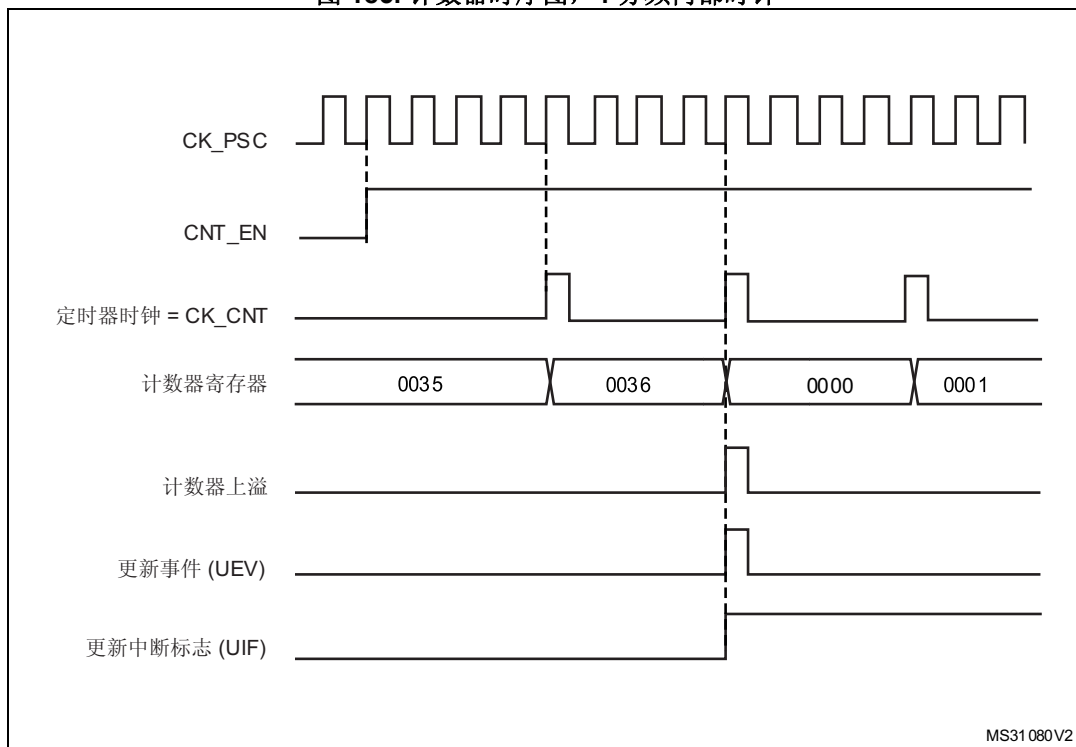 CK_PSC
CNT_EN
定时器时钟 = CK_CNT
计数器寄存器
0035
0036
0000
0001
计数器上溢
更新事件 (UEV)
更新中断标志 (UIF)
MS31080V2